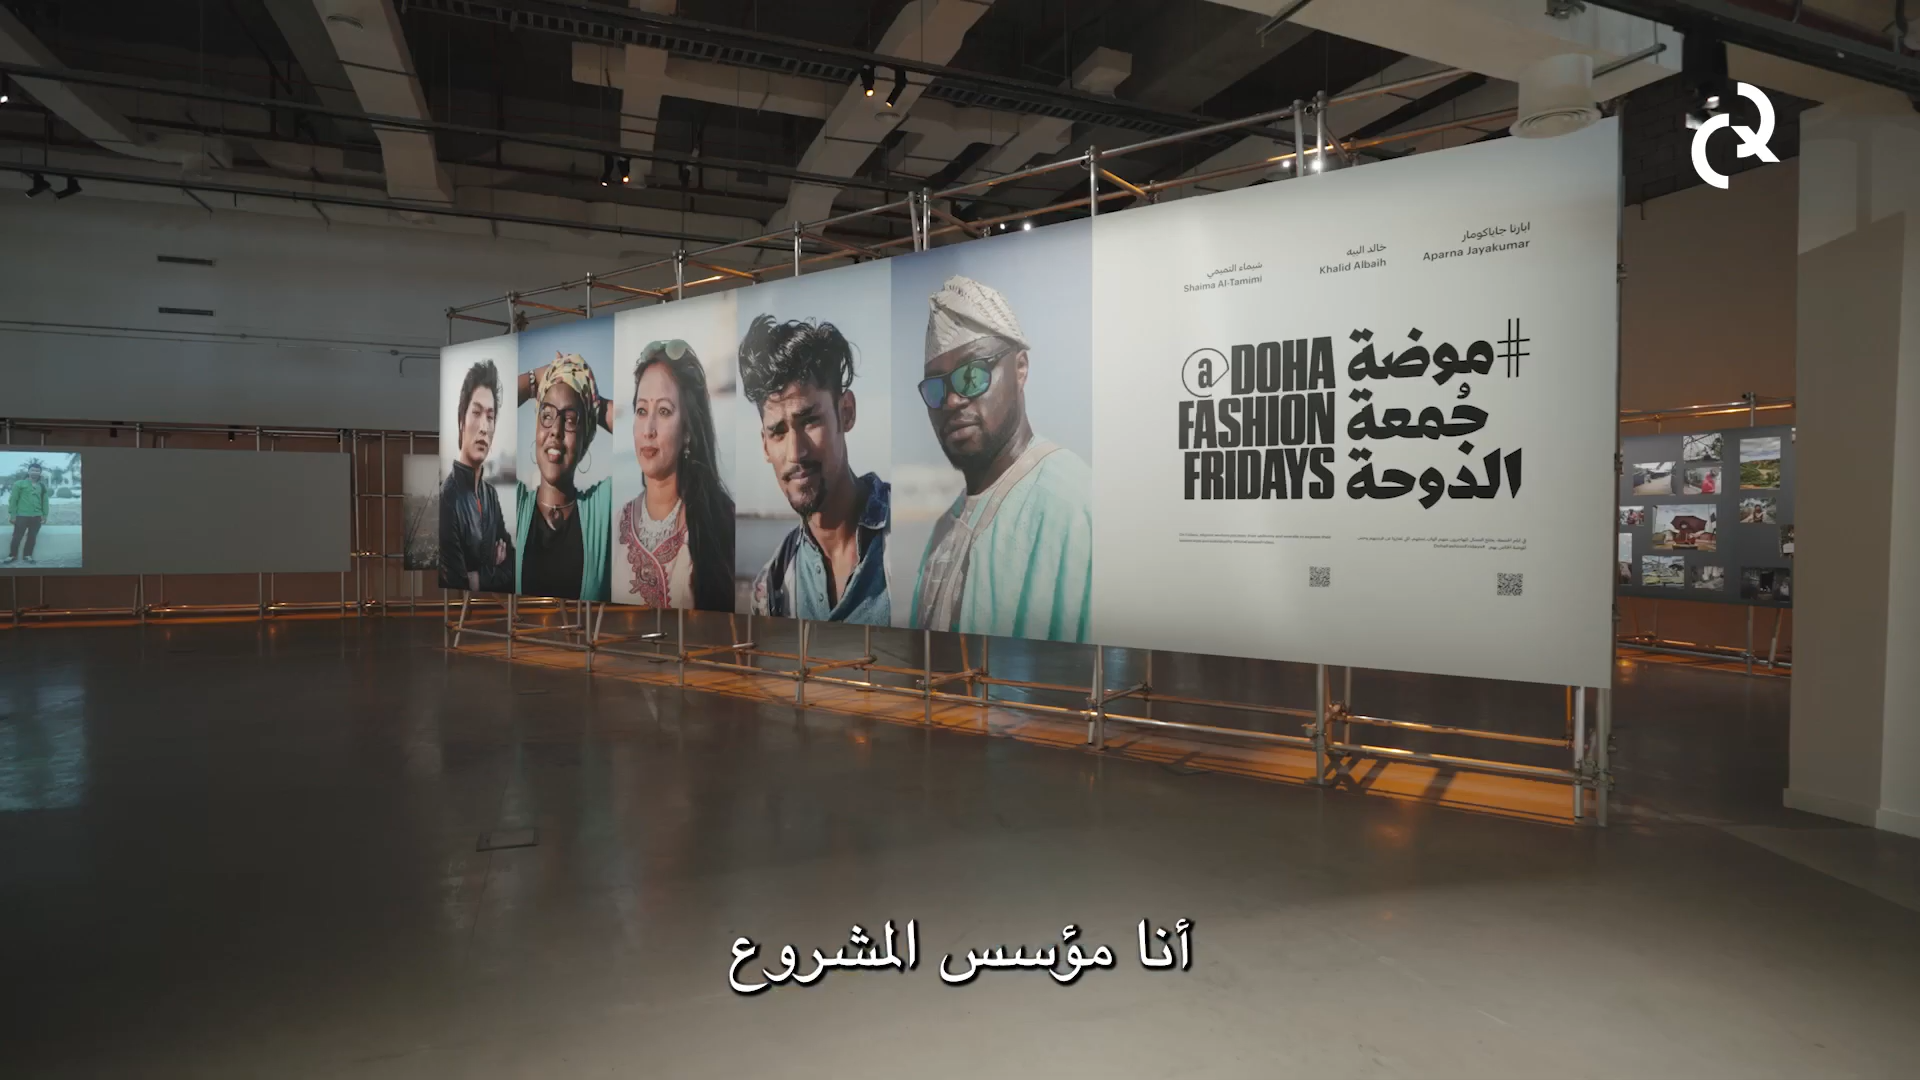 ابارنا جاياكومار
Aparna Jayakumar
خالد البيه
Khalid Albaih
شيماء التميمي
Shaima Al-Tamimi
@DOHA
FASHION
FRIDAYS
#موضة
جُمعة
الدوحة
أنا مؤسس المشروع